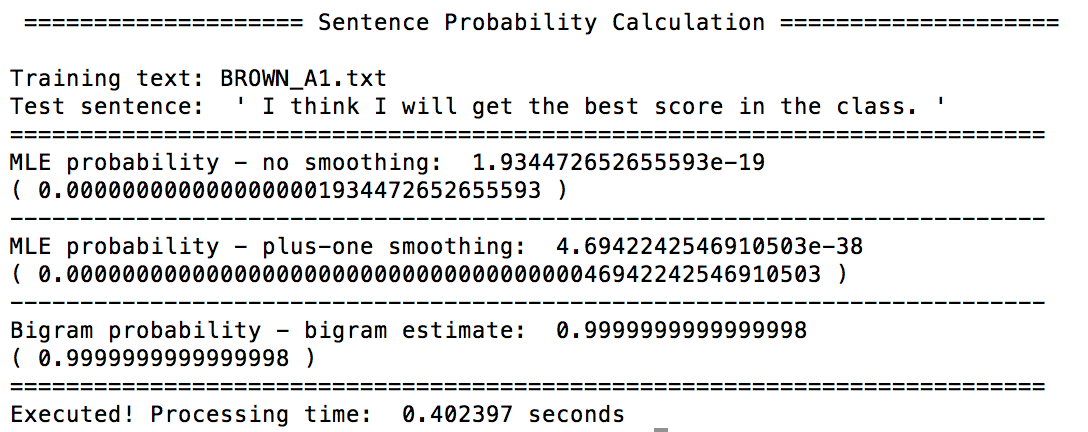 ==================== Sentence Probability Calculation ====================
Training text: BROWN_A1.txt
Test sentence:  ' I think I will get the best score in the class. '
==========================================================================
MLE probability - no smoothing:  1.934472652655593e-19
( 0.0000000000000000001934472652655593 )
--------------------------------------------------------------------------
MLE probability - plus-one smoothing:  4.6942242546910503e-38
( 0.000000000000000000000000000000000000046942242546910503 )
--------------------------------------------------------------------------
Bigram probability - bigram estimate:  0.9999999999999998
( 0.9999999999999998 )
==========================================================================
Executed! Processing time:  0.402397 seconds